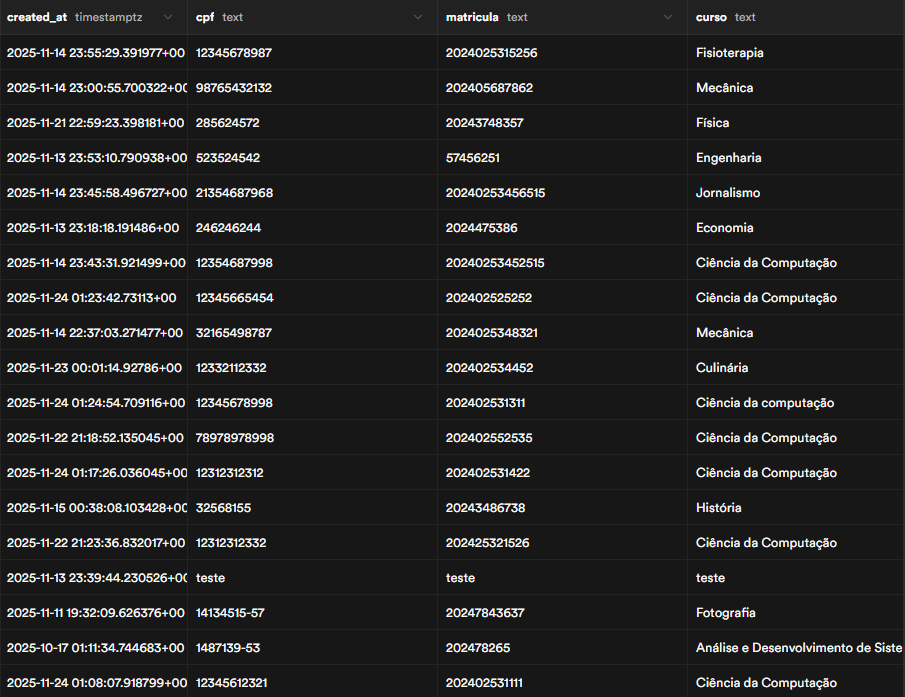 created_at timestamptz cpf text matricula text curso text
2025-11-14 23:55:29.391977+00 12345678987 2024025315256 Fisioterapia
2025-11-14 23:00:55.700322+00 98765432132 202405687862 Mecânica
2025-11-21 22:59:23.398181+00 285624572 20243748357 Física
2025-11-13 23:53:10.790938+00 523524542 57456251 Engenharia
2025-11-14 23:45:58.496727+00 21354687968 20240253456515 Jornalismo
2025-11-13 23:18:18.191486+00 246246244 2024475386 Economia
2025-11-14 23:43:31.921499+00 12354687998 20240253452515 Ciência da Computação
2025-11-24 01:23:42.73113+00 12345665454 202402525252 Ciência da Computação
2025-11-14 22:37:03.271477+00 32165498787 2024025348321 Mecânica
2025-11-23 00:01:14.92786+00 12332112332 202402534452 Culinária
2025-11-24 01:24:54.709116+00 12345678998 202402531311 Ciência da computação
2025-11-22 21:18:52.135045+00 78978978998 202402552535 Ciência da Computação
2025-11-24 01:17:26.036045+00 12312312312 202402531422 Ciência da Computação
2025-11-15 00:38:08.103428+00 32568155 20243486738 História
2025-11-22 21:23:36.832017+00 12312312332 202425321526 Ciência da Computação
2025-11-13 23:39:44.230526+00 teste teste teste
2025-11-11 19:32:09.626376+00 14134515-57 20247843637 Fotografia
2025-10-17 01:11:34.744683+00 1487139-53 202478265 Análise e Desenvolvimento de Siste
2025-11-24 01:08:07.918799+00 12345612321 202402531111 Ciência da Computação